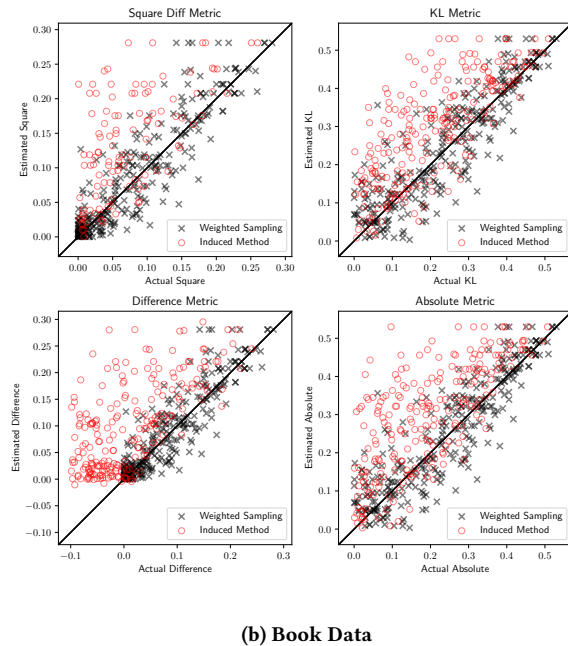 Square Diff Metric
0.30
0.25
0.20
0.15
0.10
0.05
0.00
Estimated Square
0.00 0.05 0.10 0.15 0.20 0.25 0.30
Actual Square
Weighted Sampling
Induced Method
KL Metric
0.5
0.4
0.3
0.2
0.1
0.0
Estimated KL
0.0 0.1 0.2 0.3 0.4 0.5
Actual KL
Weighted Sampling
Induced Method
Difference Metric
0.30
0.25
0.20
0.15
0.10
0.05
0.00
−0.05
−0.10
Estimated Difference
−0.1 0.0 0.1 0.2 0.3
Actual Difference
Weighted Sampling
Induced Method
Absolute Metric
0.5
0.4
0.3
0.2
0.1
0.0
Estimated Absolute
0.0 0.1 0.2 0.3 0.4 0.5
Actual Absolute
Weighted Sampling
Induced Method
(b) Book Data